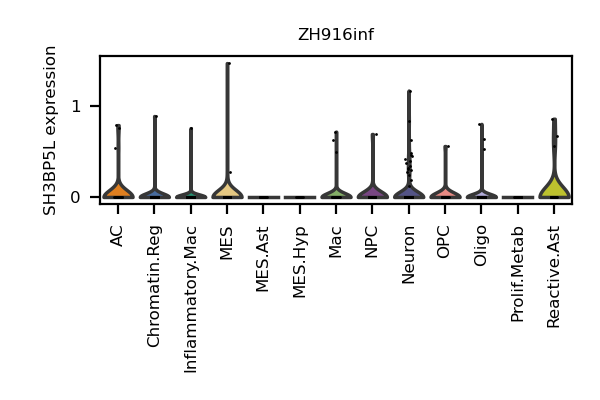 ZH916inf
SH3BP5L expression
1
0
AC
Chromatin.Reg
Inflammatory.Mac
MES
MES.Ast
MES.Hyp
Mac
NPC
Neuron
OPC
Oligo
Prolif.Metab
Reactive.Ast